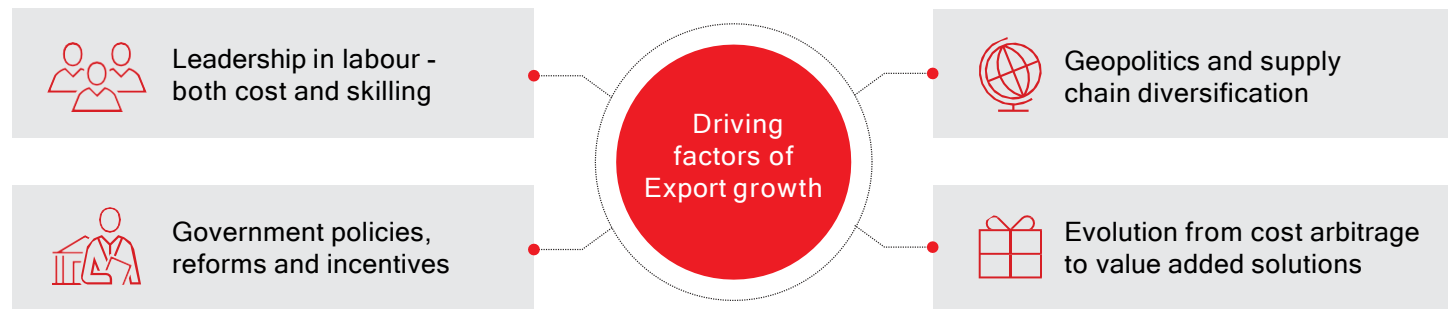 Leadership in labour -
both cost and skilling
Government policies,
reforms and incentives
Driving
factors of
Export growth
Geopolitics and supply
chain diversification
Evolution from cost arbitrage
to value added solutions